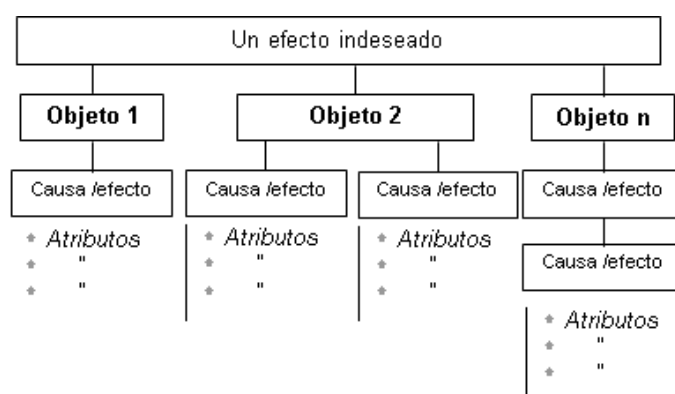 Un efecto indeseado
Objeto 1
Objeto 2
Objeto n
Causa /efecto
Causa /efecto
Causa /efecto
Causa /efecto
Atributos
"
"
Atributos
"
"
Atributos
"
"
Causa /efecto
Atributos
"
"